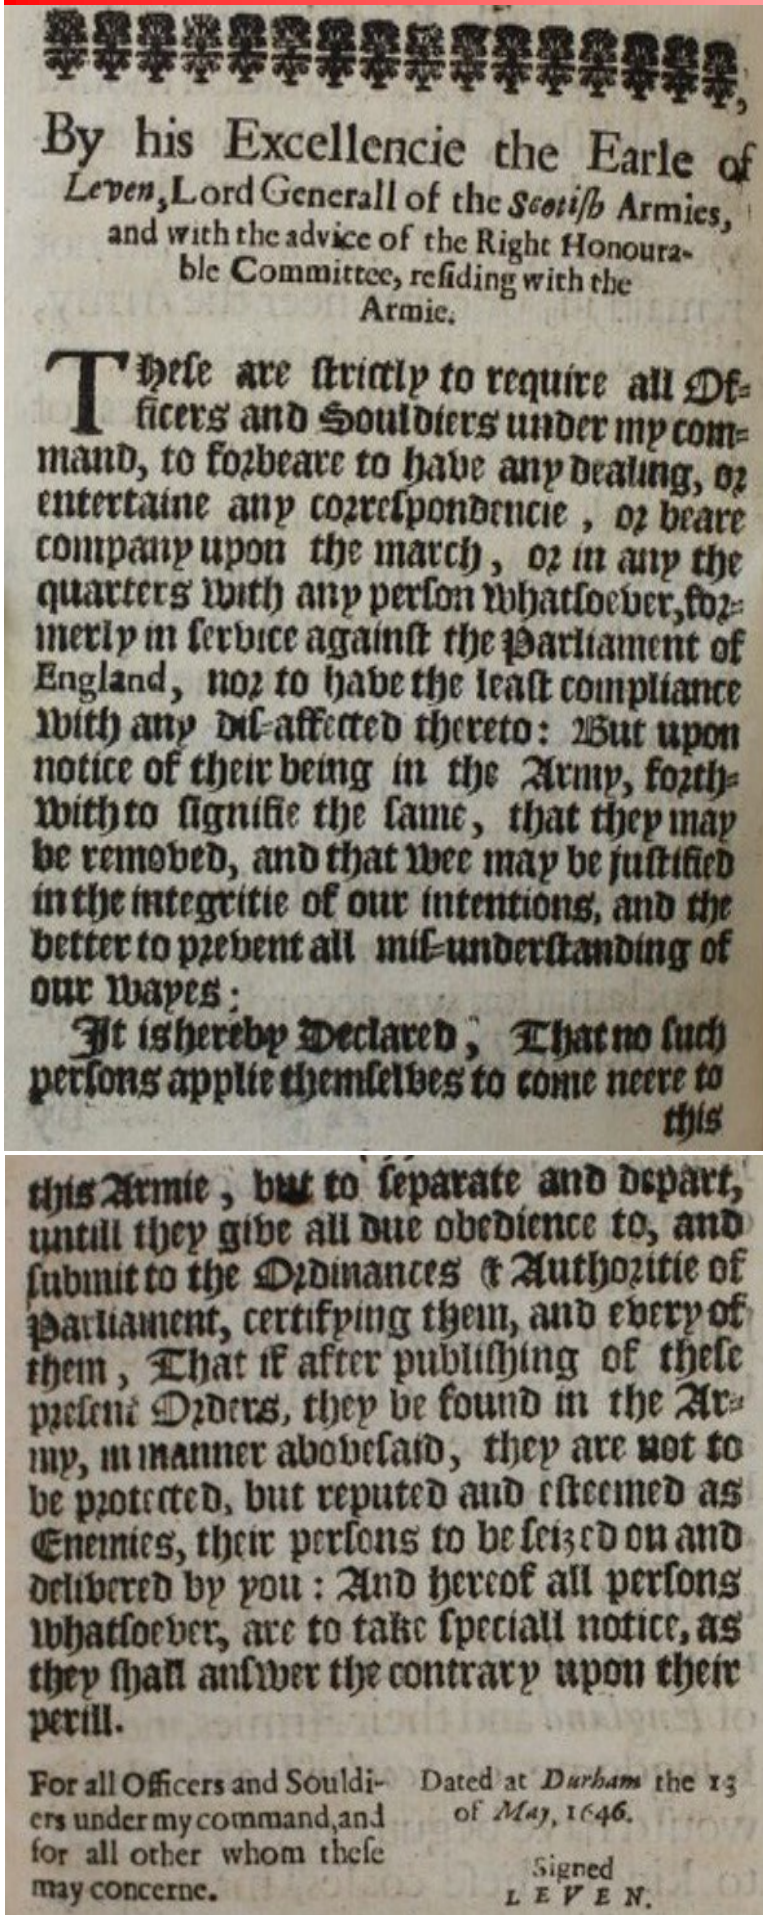 By his Excellencie the Earle of
Leven, Lord Generall of the Scotiſh Armies,
and with the advice of the Right Honoura-
ble Committee, reſiding with the
Armie.
THeſe are ſtrictly to require all Of-
ficers and Souldiers under my com-
mand, to forbeare to have any dealing, or
entertaine any correſpondencie, or beare
company upon the march, or in any the
quarters with any perſon whatſoever, for-
merly in ſervice againſt the Parliament of
England, nor to have the leaſt compliance
with any diſ-affected thereto: But upon
notice of their being in the Army, forth-
with to ſignifie the ſame, that they may
be removed, and that wee may be juſtified
in the integritie of our intentions, and the
better to prevent all miſ-underſtanding of
our wayes:
It is hereby Declared, That no ſuch
perſons applie themſelves to come neere to
this
this Armie, but to ſeparate and depart,
untill they give all due obedience to, and
ſubmit to the Ordinances & Authoritie of
Parliament, certifying them, and every of
them, That if after publiſhing of theſe
preſent Orders, they be found in the Ar-
my, in manner aboveſaid, they are not to
be protected, but reputed and eſteemed as
Enemies, their perſons to be ſeized on and
delivered by you: And hereof all perſons
whatſoever, are to take ſpeciall notice, as
they ſhall anſwer the contrary upon their
perill.
For all Officers and Souldi-
ers under my command, and
for all other whom theſe
may concerne.
Dated at Durham the 13
of May, 1646.
Signed
LEVEN.